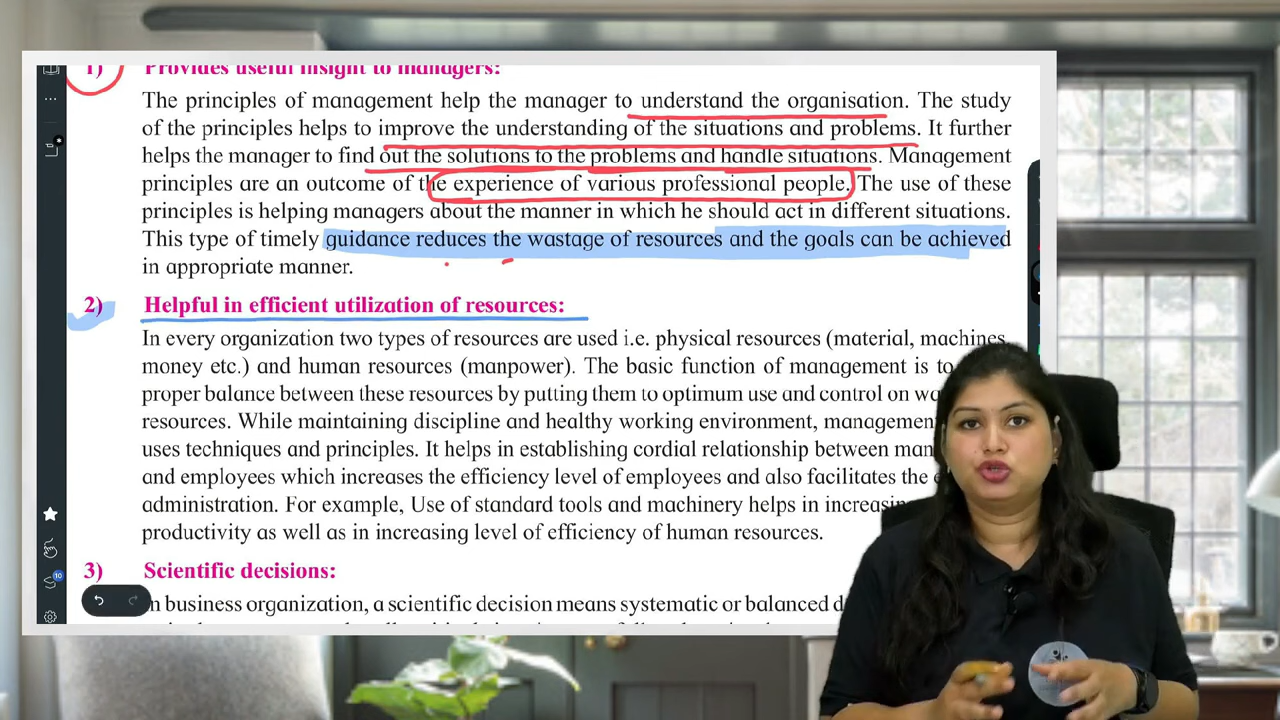 1) Provides useful insight to managers:
The principles of management help the manager to understand the organisation. The study
of the principles helps to improve the understanding of the situations and problems. It further
helps the manager to find out the solutions to the problems and handle situations. Management
principles are an outcome of the experience of various professional people. The use of these
principles is helping managers about the manner in which he should act in different situations.
This type of timely guidance reduces the wastage of resources and the goals can be achieved
in appropriate manner.
2) Helpful in efficient utilization of resources:
In every organization two types of resources are used i.e. physical resources (material, machines,
money etc.) and human resources (manpower). The basic function of management is to
proper balance between these resources by putting them to optimum use and control on
resources. While maintaining discipline and healthy working environment, management
uses techniques and principles. It helps in establishing cordial relationship between
and employees which increases the efficiency level of employees and also facilitates the
administration. For example, Use of standard tools and machinery helps in
productivity as well as in increasing level of efficiency of human resources.
3) Scientific decisions:
In business organization, a scientific decision means systematic or balanced
10